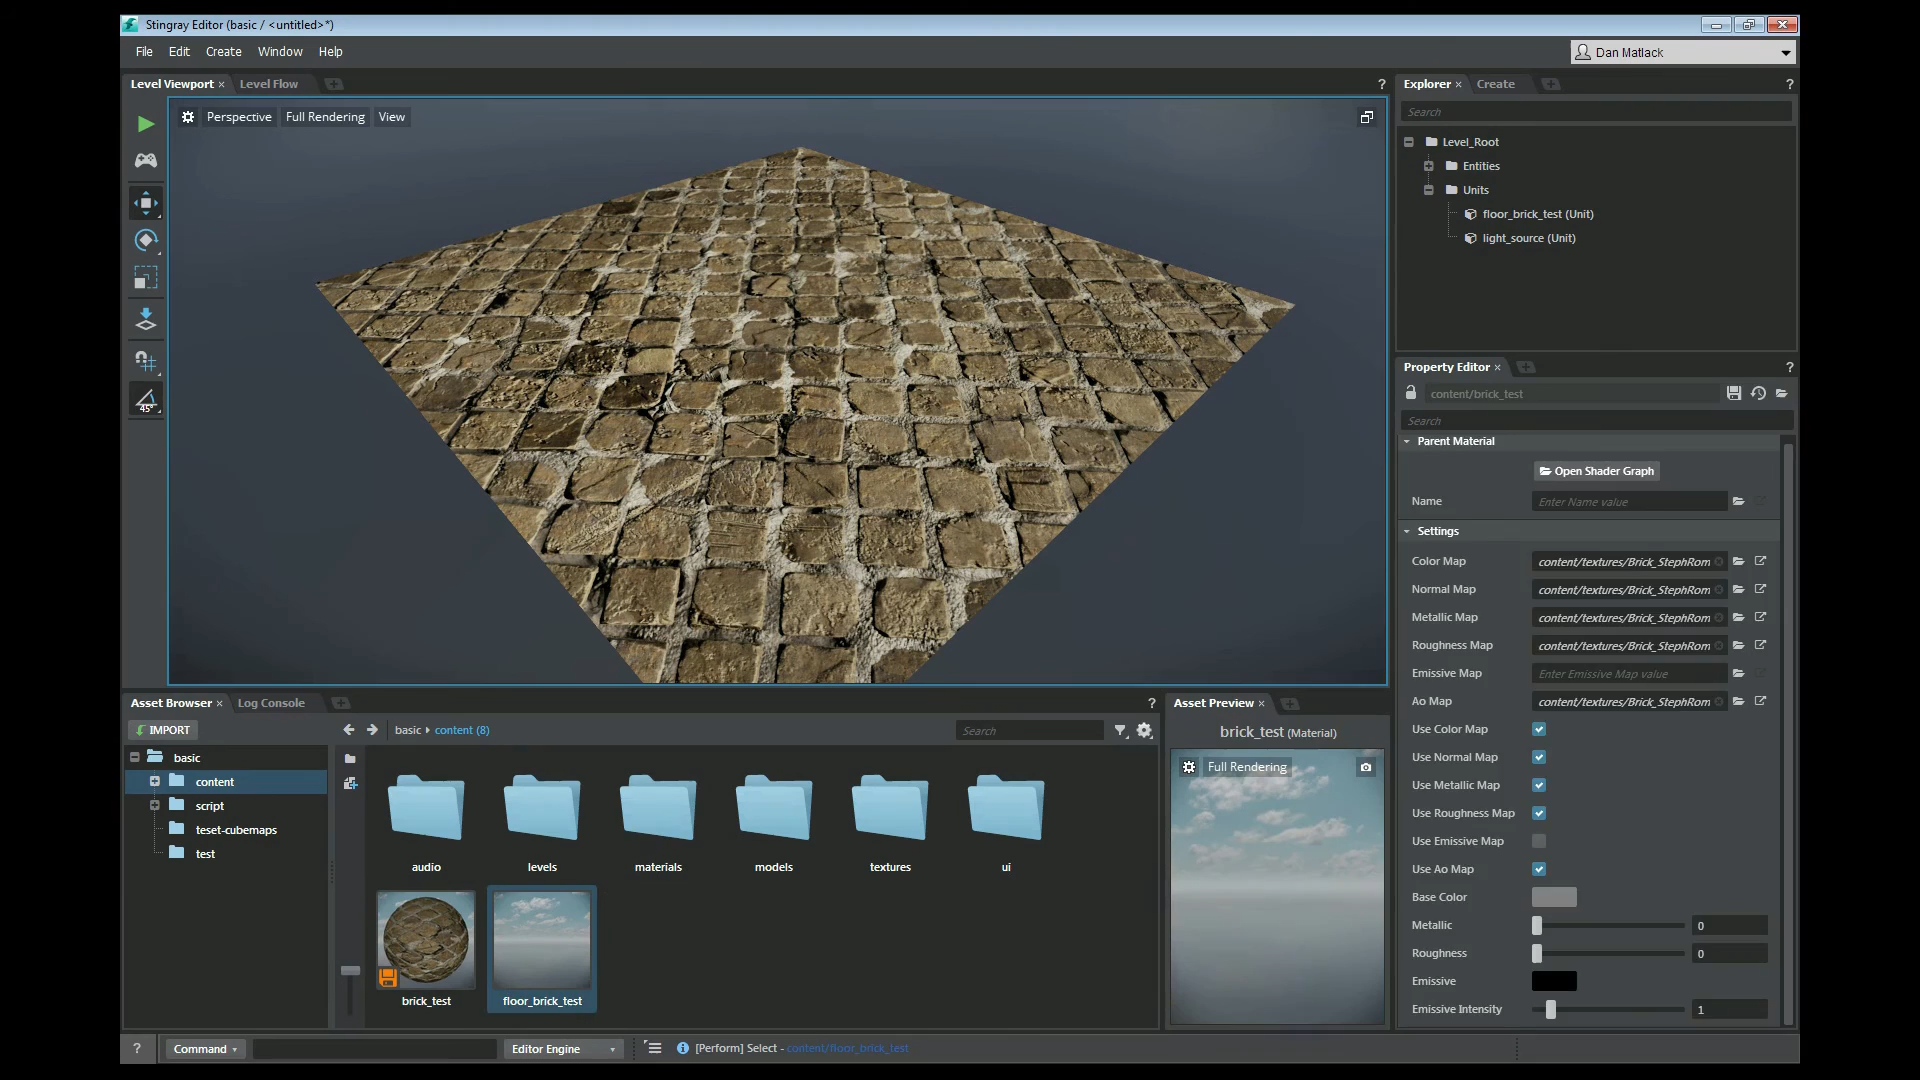 Stingray Editor (basic / <untitled>*)
File Edit Create Window Help
Dan Matlack
Level Viewport × Level Flow
?
Perspective Full Rendering View
45°
Explorer × Create
?
Search
Level_Root
Entities
Units
floor_brick_test (Unit)
light_source (Unit)
Property Editor ×
?
content/brick_test
Search
Parent Material
Open Shader Graph
Name Enter Name value
Settings
Color Map content/textures/Brick_StephRom
Normal Map content/textures/Brick_StephRom
Metallic Map content/textures/Brick_StephRom
Roughness Map content/textures/Brick_StephRom
Emissive Map Enter Emissive Map value
Ao Map content/textures/Brick_StephRom
Use Color Map
Use Normal Map
Use Metallic Map
Use Roughness Map
Use Emissive Map
Use Ao Map
Base Color
Metallic 0
Roughness 0
Emissive
Emissive Intensity 1
Asset Browser × Log Console
?
IMPORT
basic content (8)
Search
basic
content
script
teset-cubemaps
test
audio levels materials models textures ui
brick_test floor_brick_test
Asset Preview ×
brick_test (Material)
Full Rendering
? Command Editor Engine [Perform] Select - content/floor_brick_test